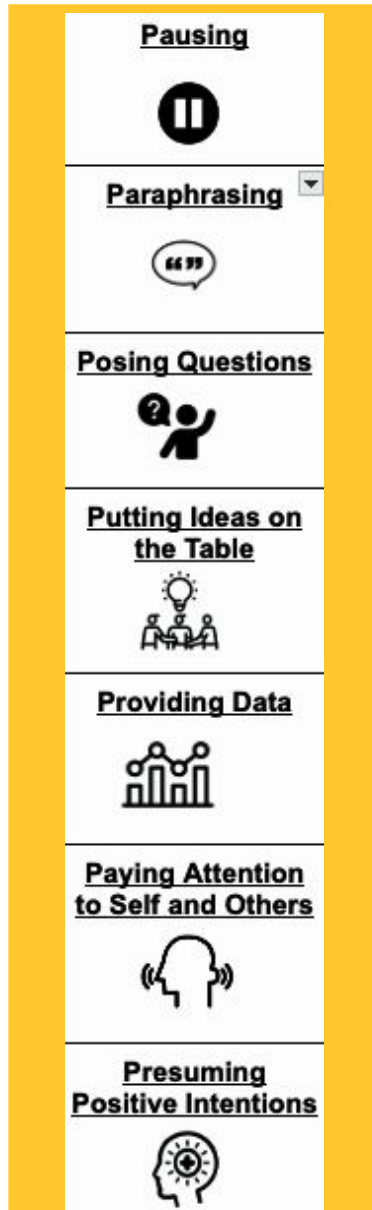 Pausing
Paraphrasing
“ ”
Posing Questions
?
Putting Ideas on
the Table
Providing Data
Paying Attention
to Self and Others
Presuming
Positive Intentions